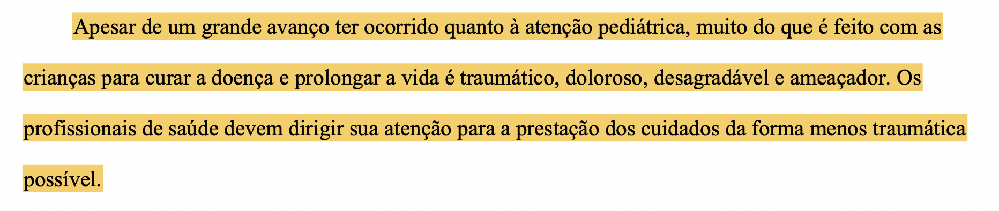 Apesar de um grande avanço ter ocorrido quanto à atenção pediátrica, muito do que é feito com as
crianças para curar a doença e prolongar a vida é traumático, doloroso, desagradável e ameaçador. Os
profissionais de saúde devem dirigir sua atenção para a prestação dos cuidados da forma menos traumática
possível.